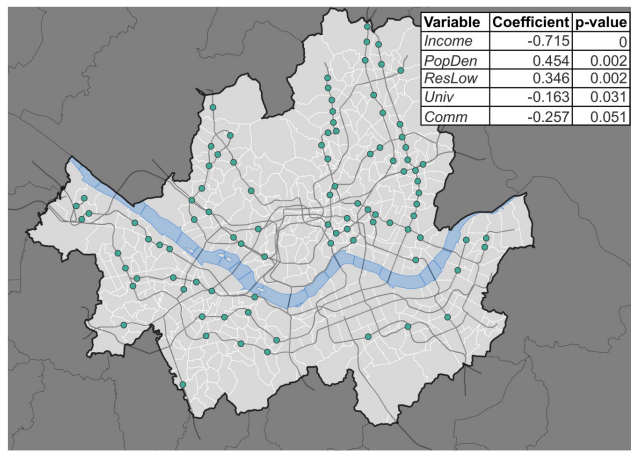 Variable Coefficient p-value
Income -0.715 0
PopDen 0.454 0.002
ResLow 0.346 0.002
Univ -0.163 0.031
Comm -0.257 0.051